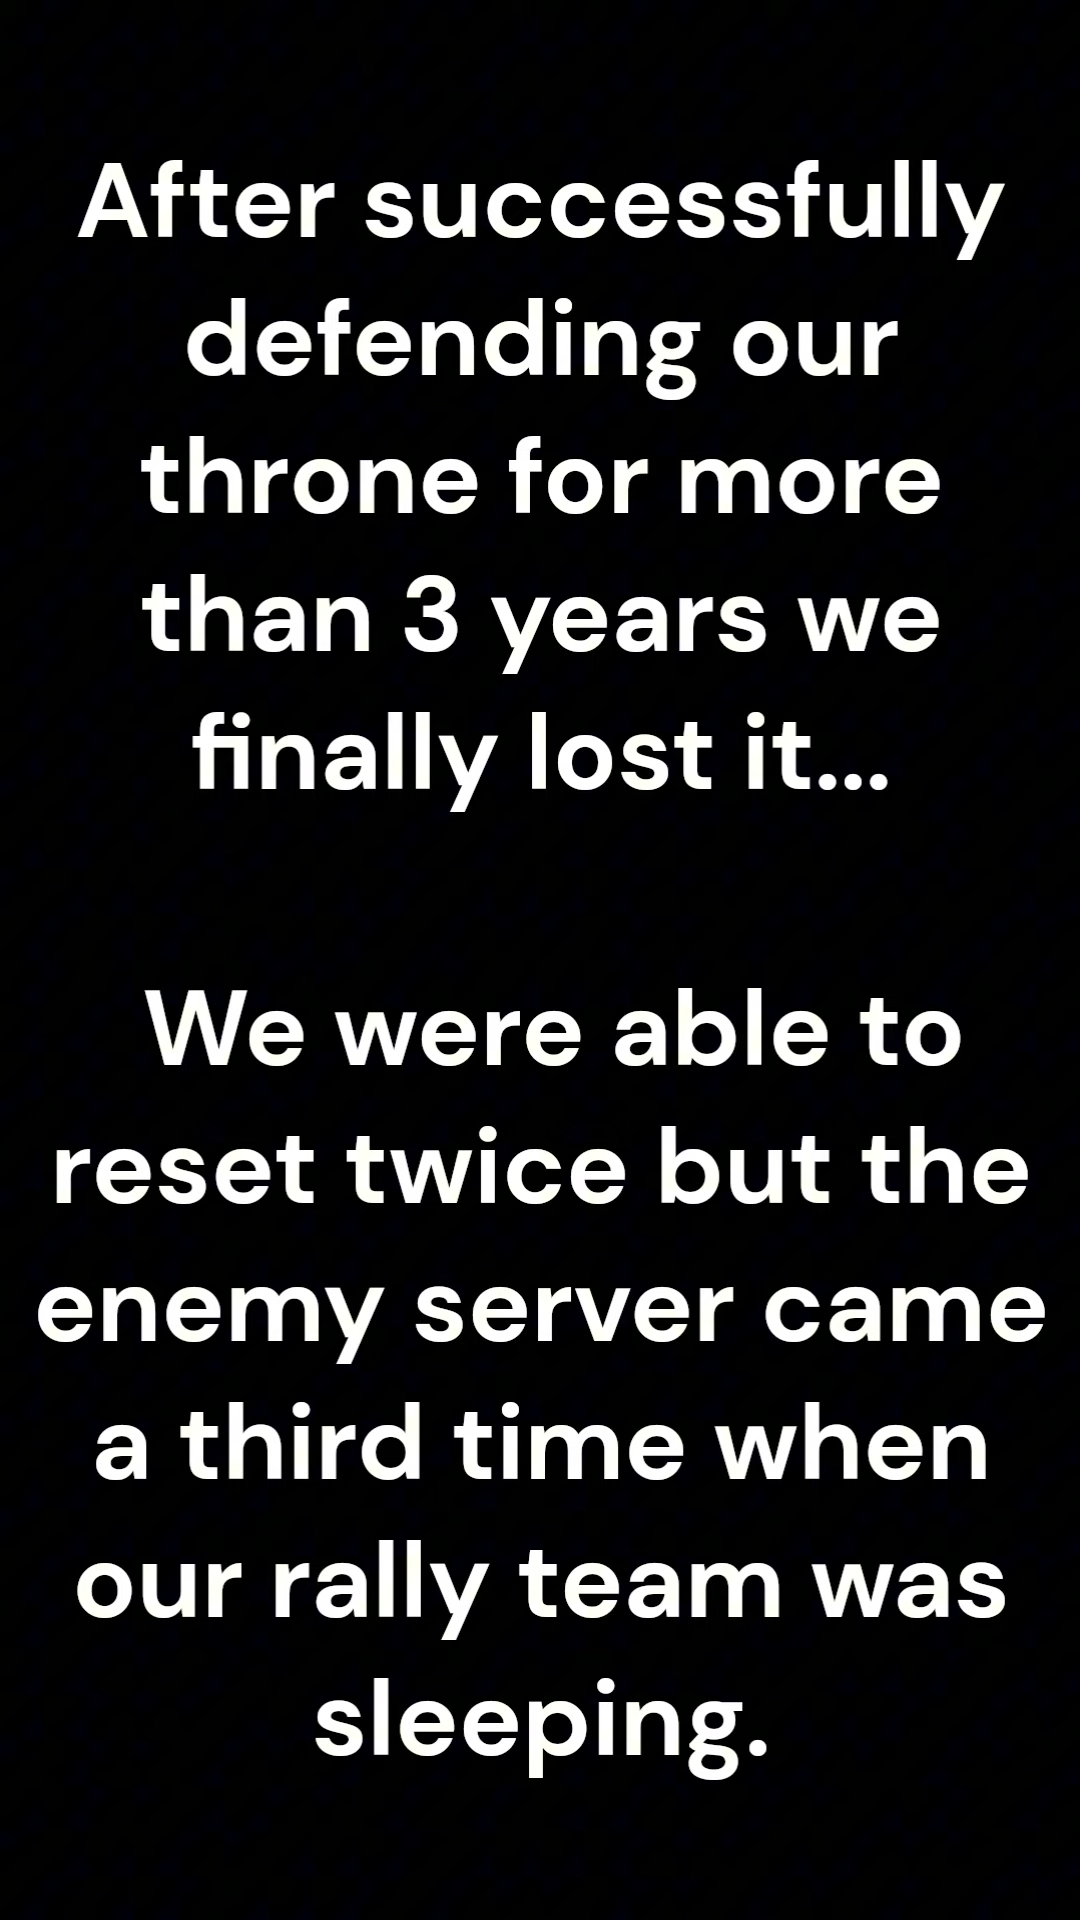 After successfully
defending our
throne for more
than 3 years we
finally lost it...
We were able to
reset twice but the
enemy server came
a third time when
our rally team was
sleeping.